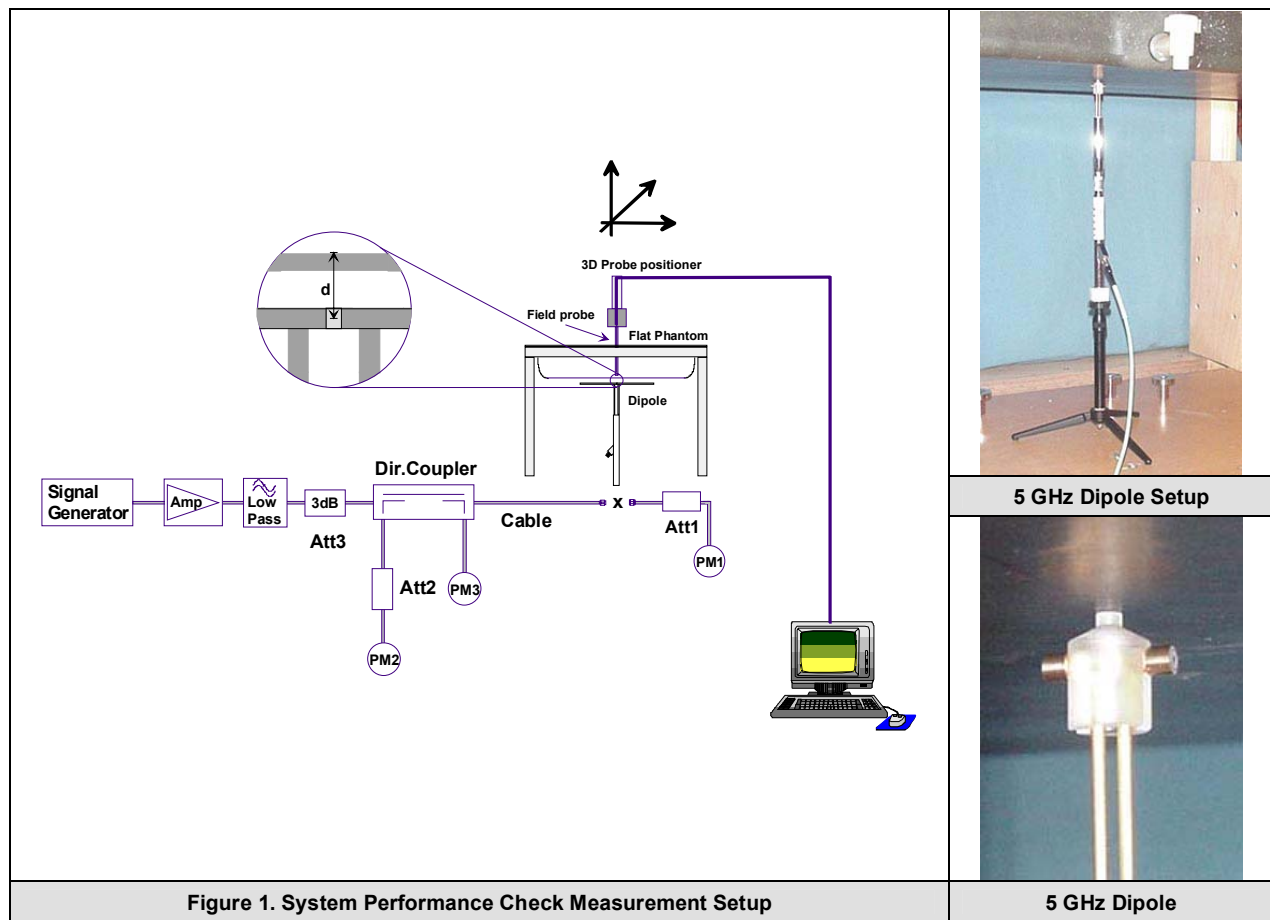 d
3D Probe positioner
Field probe
Flat Phantom
Dipole
Dir.Coupler
Signal
Generator
Amp
Low
Pass
3dB
Att3
Cable
x
Att1
PM1
Att2
PM3
PM2
Figure 1. System Performance Check Measurement Setup
5 GHz Dipole Setup
5 GHz Dipole